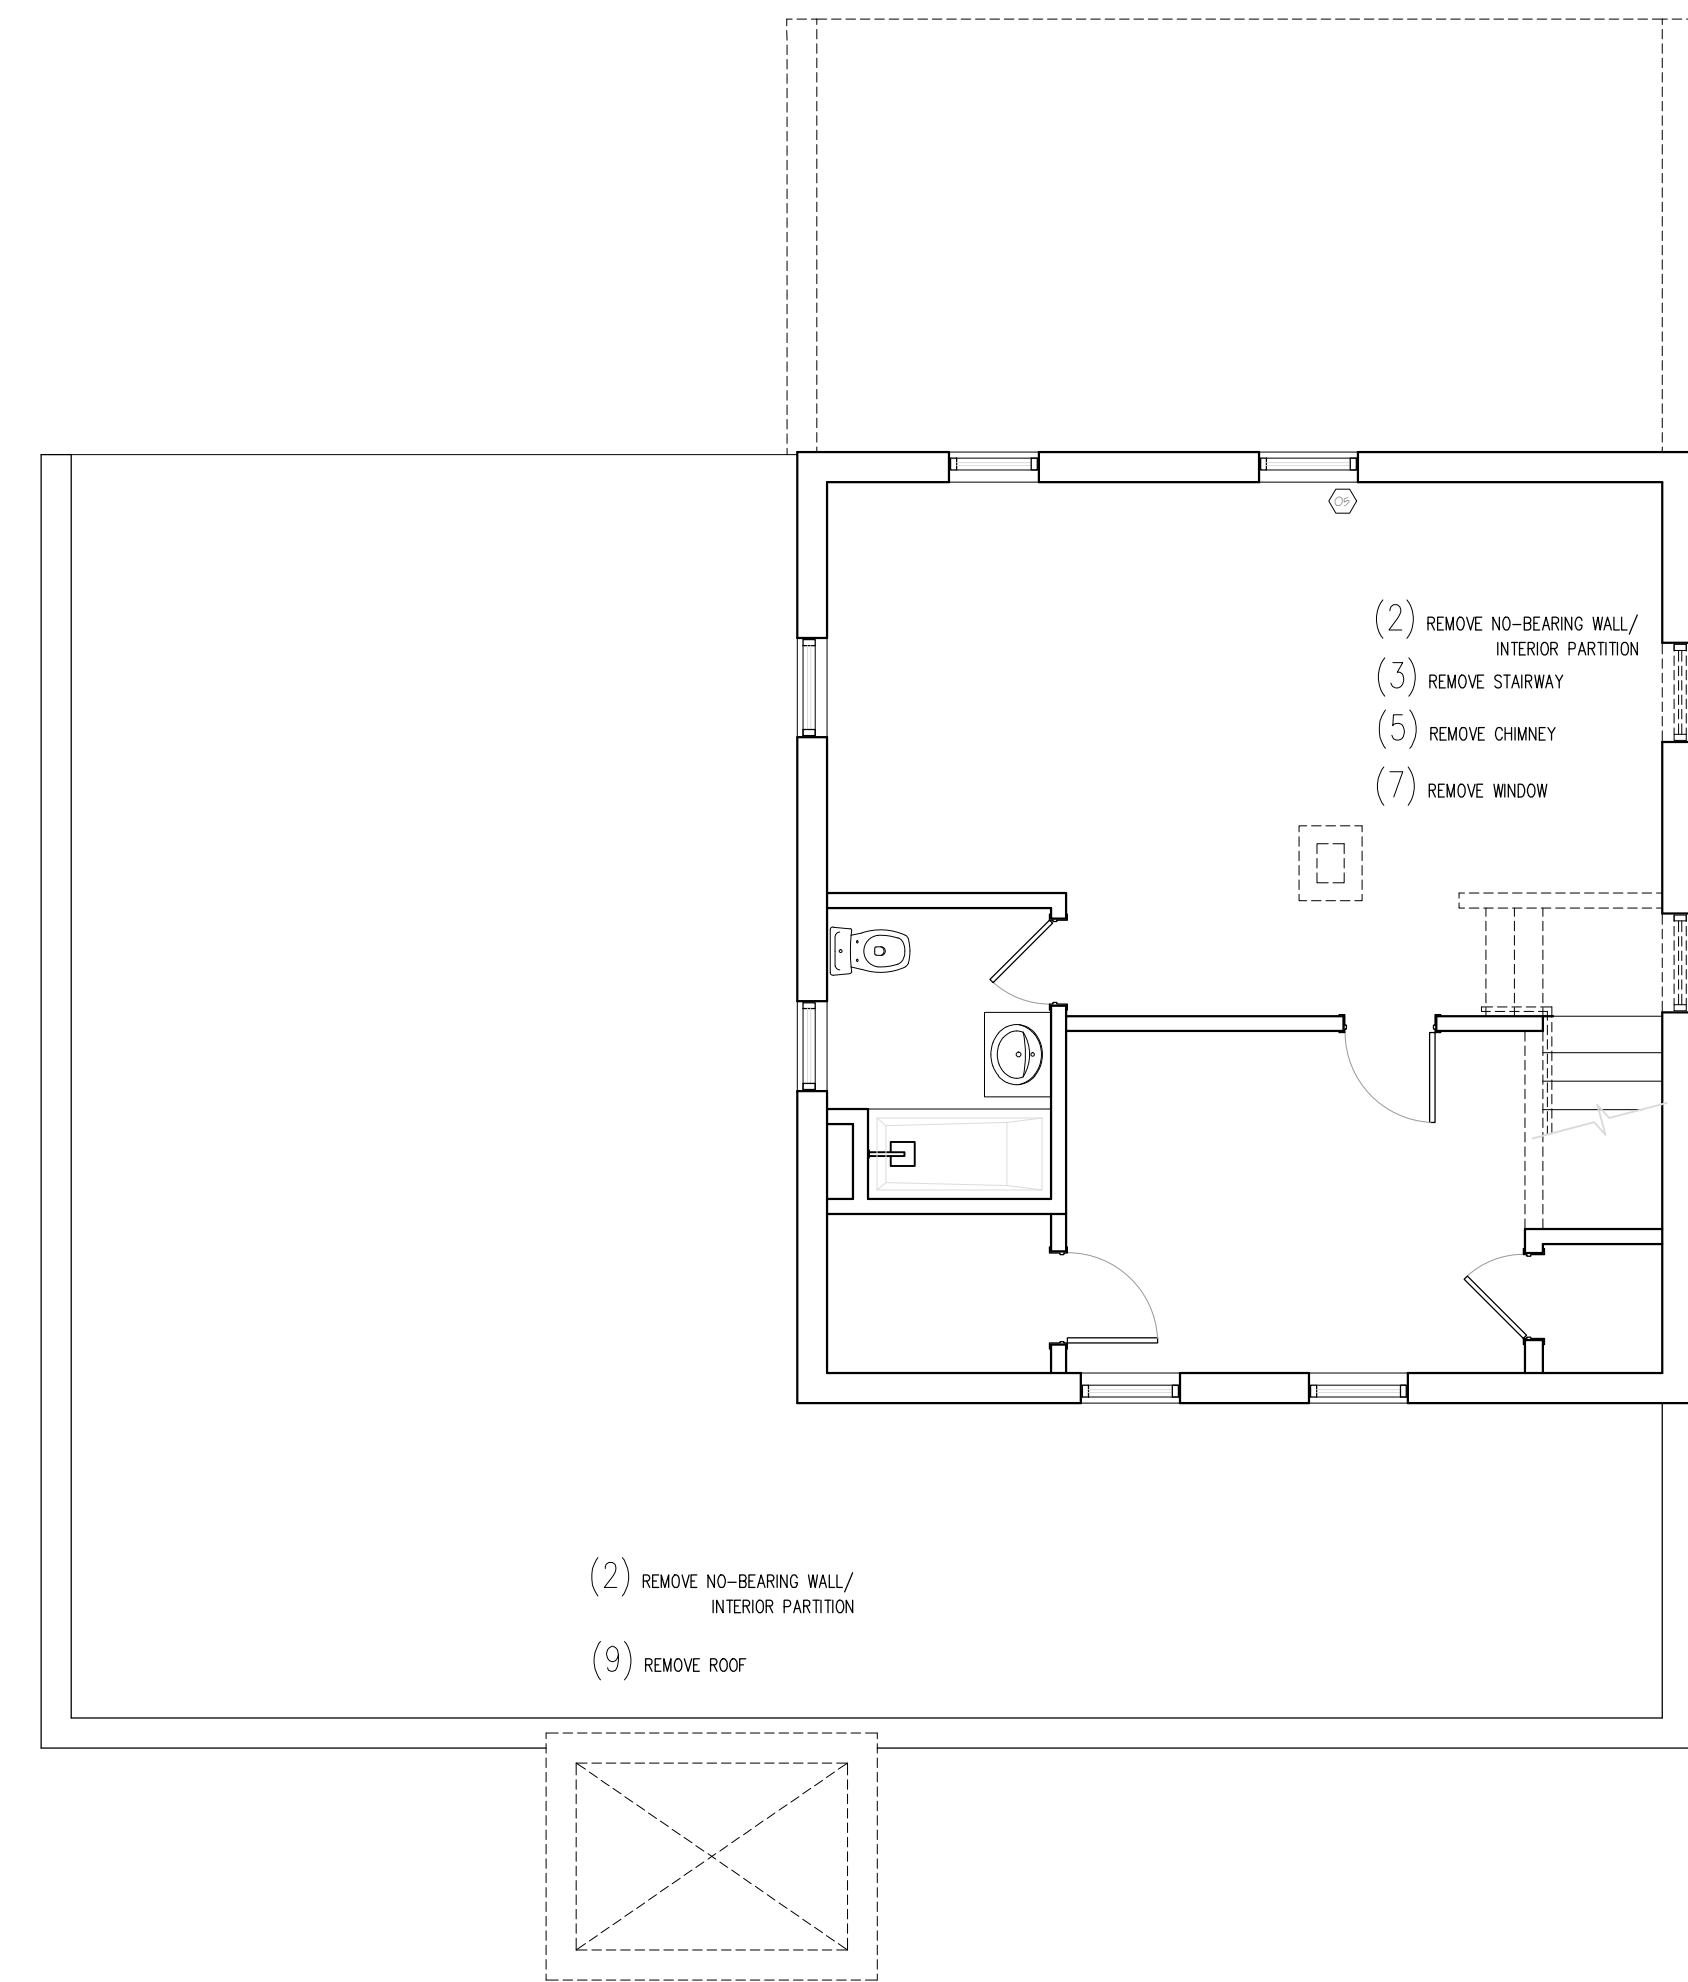 05
(2) REMOVE NO-BEARING WALL/
INTERIOR PARTITION
(3) REMOVE STAIRWAY
(5) REMOVE CHIMNEY
(7) REMOVE WINDOW
(2) REMOVE NO-BEARING WALL/
INTERIOR PARTITION
(9) REMOVE ROOF